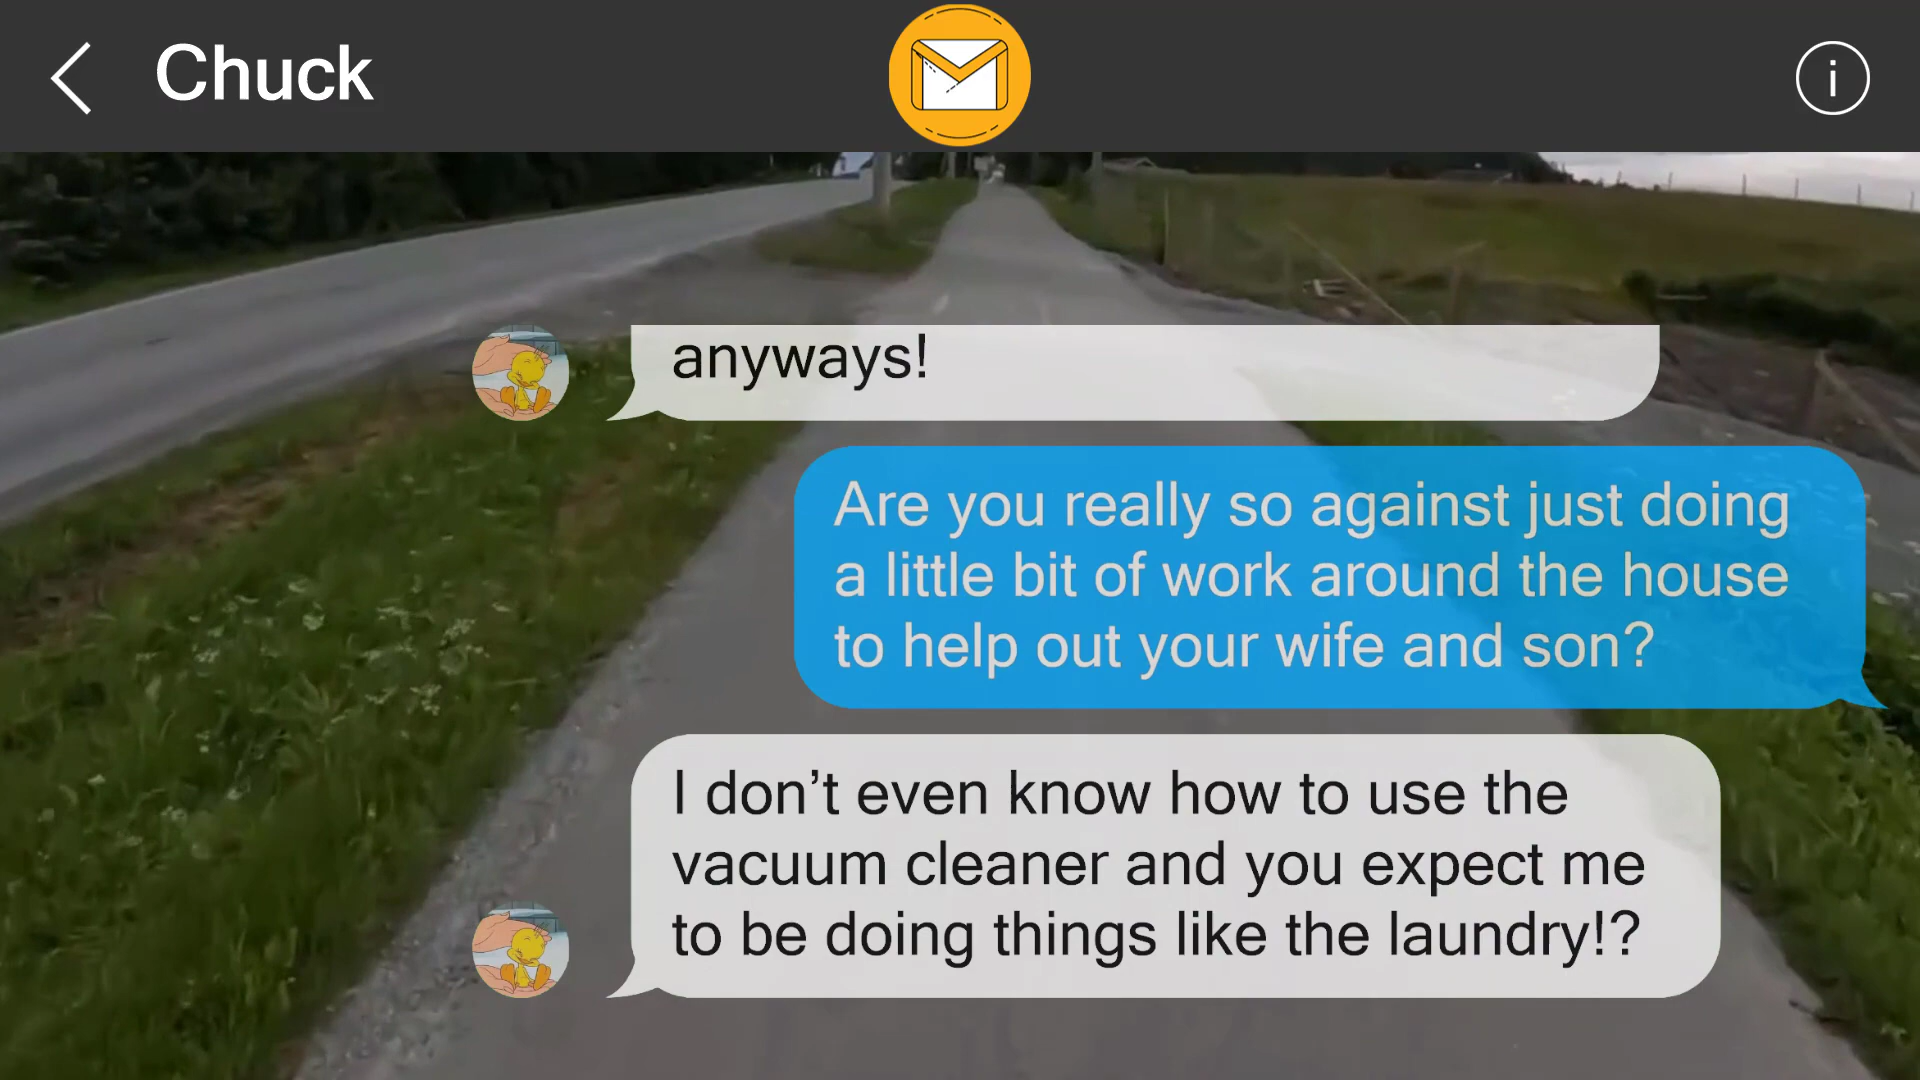 Chuck
i
anyways!
Are you really so against just doing
a little bit of work around the house
to help out your wife and son?
I don’t even know how to use the
vacuum cleaner and you expect me
to be doing things like the laundry!?